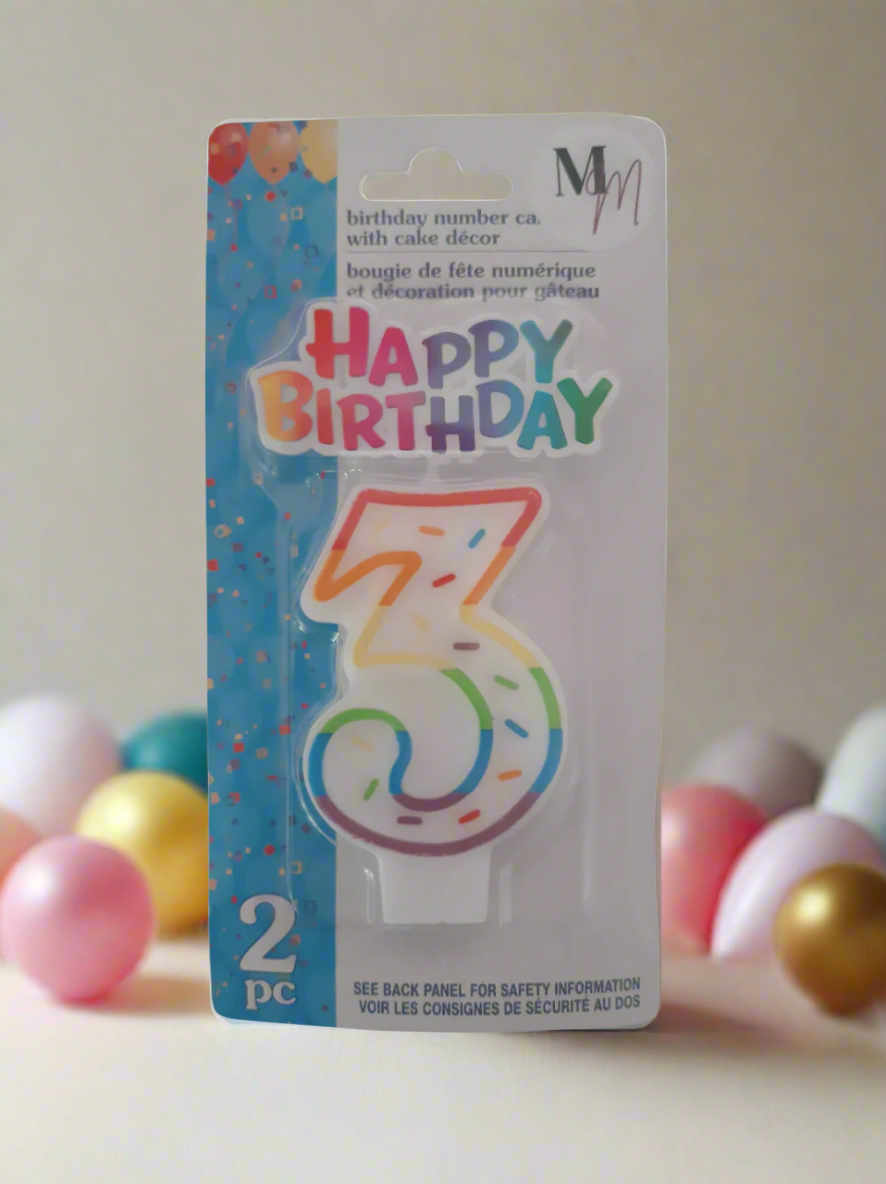 MM
birthday number ca.
with cake décor
bougie de fête numérique
et décoration pour gâteau
HAPPY
BIRTHDAY
3
2
pc
SEE BACK PANEL FOR SAFETY INFORMATION
VOIR LES CONSIGNES DE SÉCURITÉ AU DOS